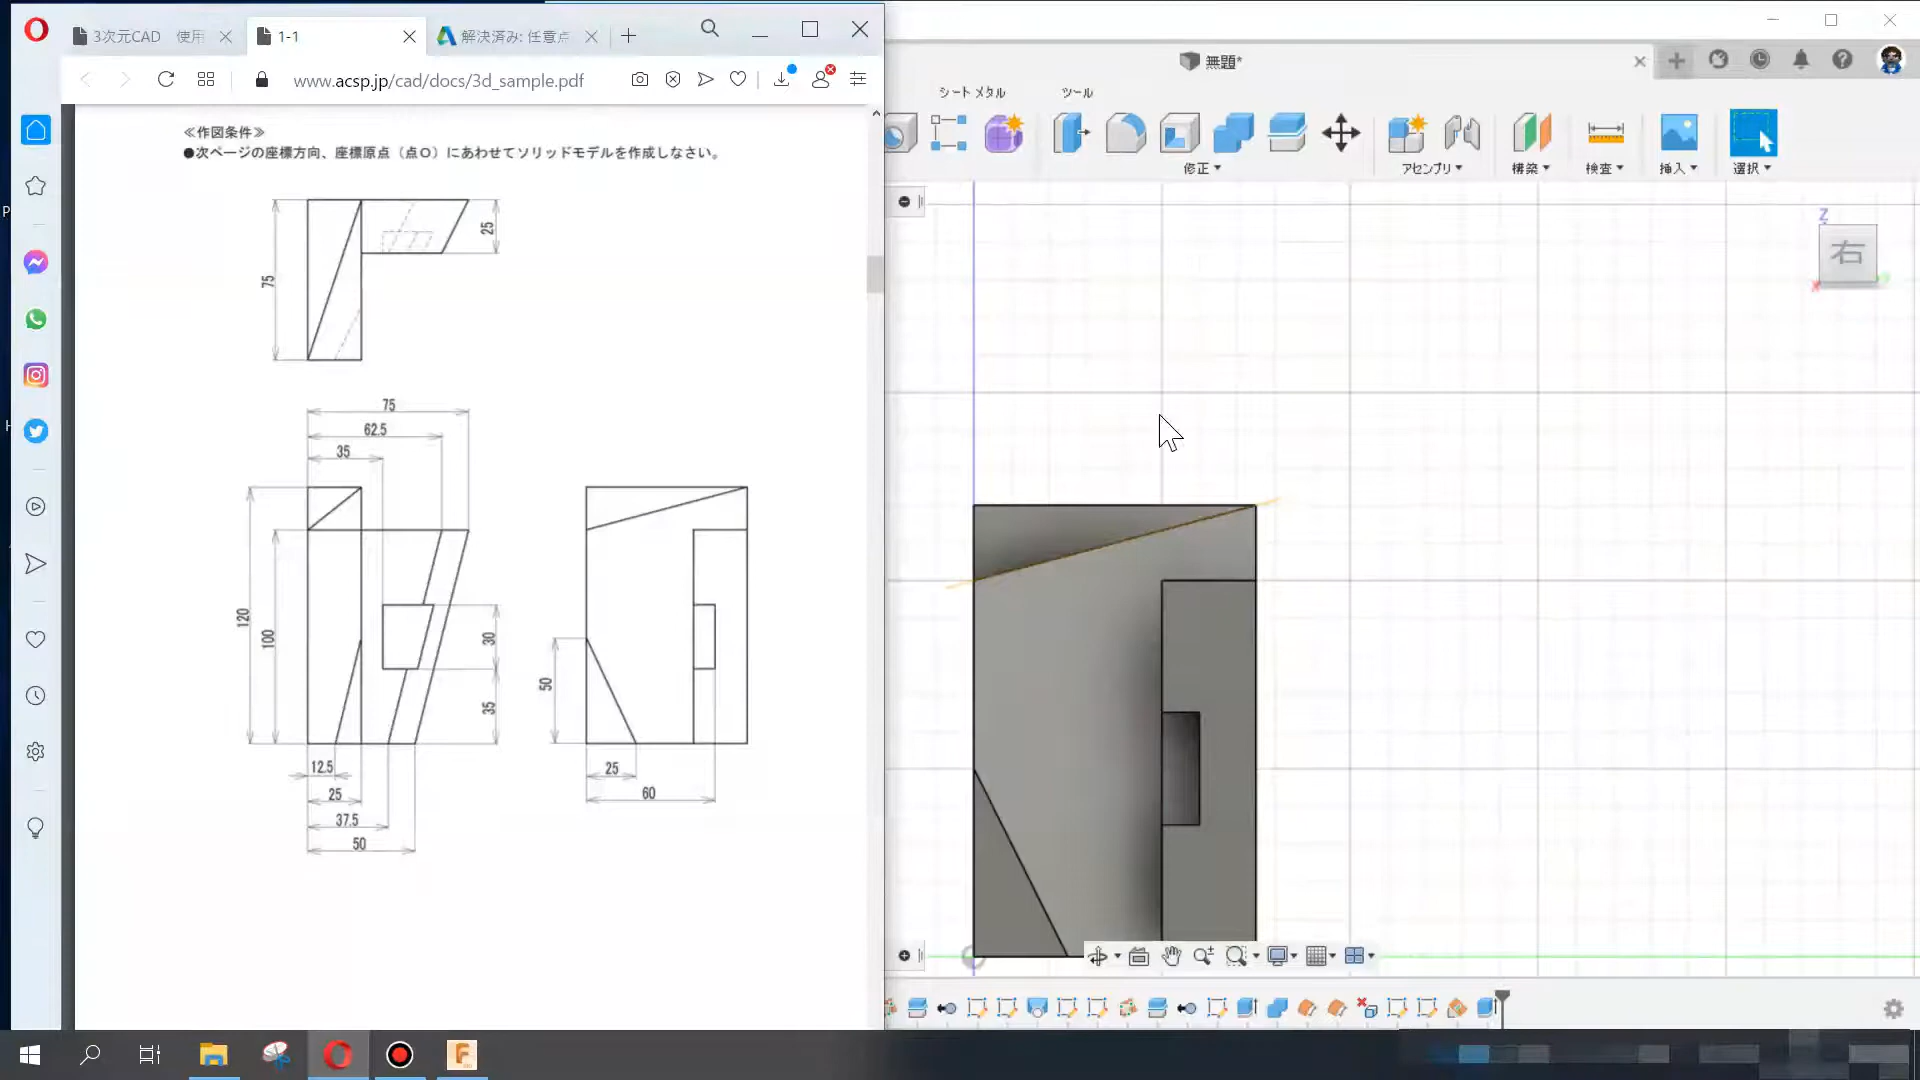 3次元CAD 使用
1-1
解決済み: 任意点
www.acsp.jp/cad/docs/3d_sample.pdf
≪作図条件≫
●次ページの座標方向、座標原点（点O）にあわせてソリッドモデルを作成しなさい。
75
25
75
62.5
35
120
100
30
35
50
12.5
25
37.5
50
25
60
無題*
シート メタル
ツール
修正
アセンブリ
構築
検査
挿入
選択
Z
右
X